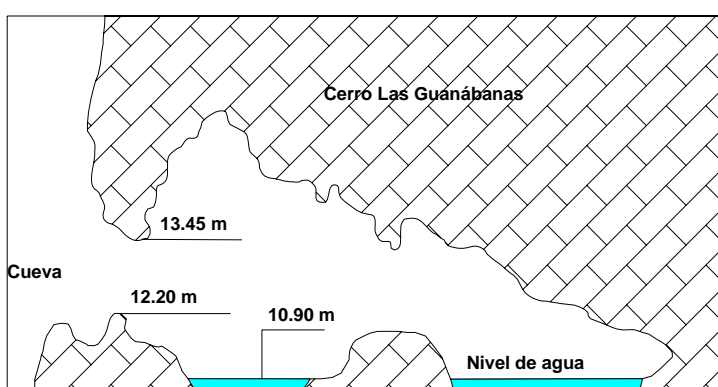 Cerro Las Guanábanas
13.45 m
Cueva
12.20 m
10.90 m
Nivel de agua